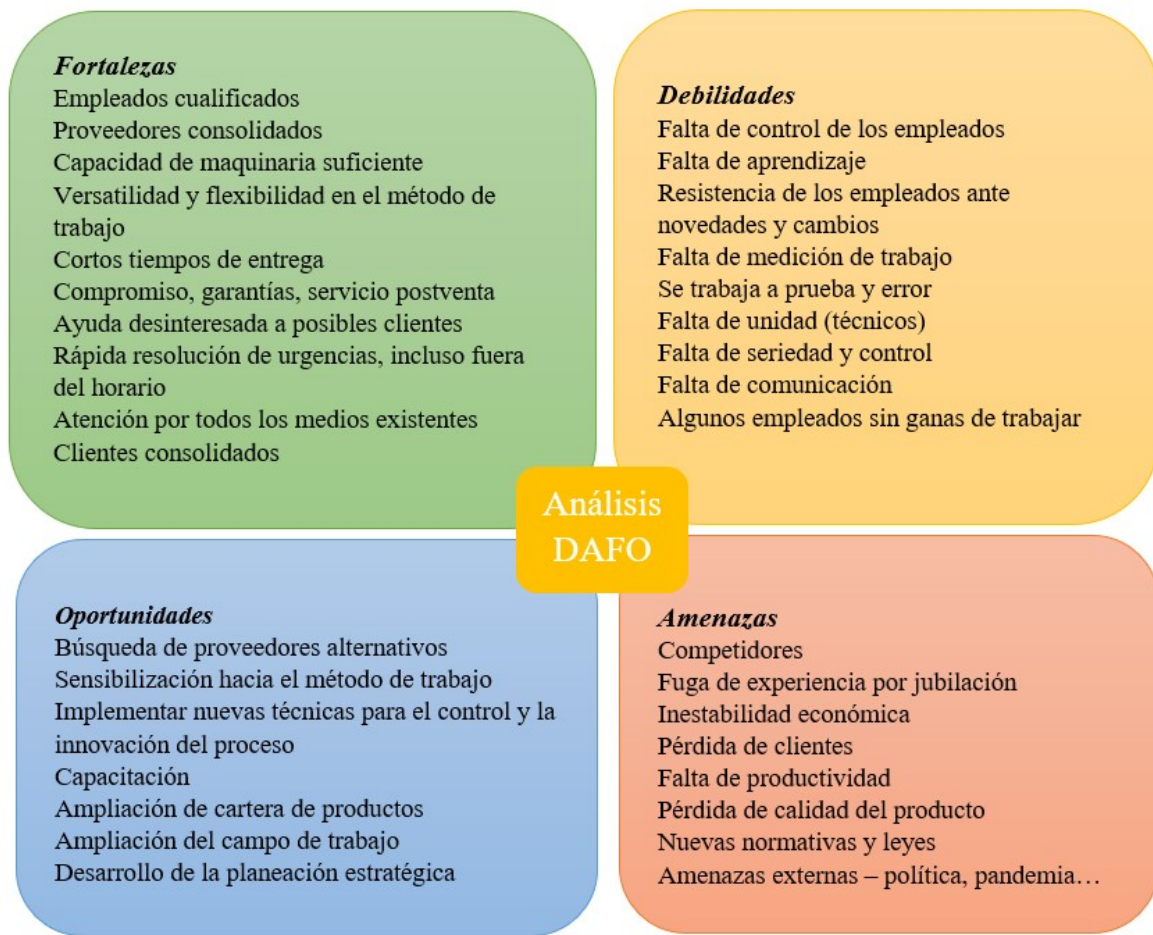 Fortalezas
Empleados cualificados
Proveedores consolidados
Capacidad de maquinaria suficiente
Versatilidad y flexibilidad en el método de
trabajo
Cortos tiempos de entrega
Compromiso, garantías, servicio postventa
Ayuda desinteresada a posibles clientes
Rápida resolución de urgencias, incluso fuera
del horario
Atención por todos los medios existentes
Clientes consolidados
Debilidades
Falta de control de los empleados
Falta de aprendizaje
Resistencia de los empleados ante
novedades y cambios
Falta de medición de trabajo
Se trabaja a prueba y error
Falta de unidad (técnicos)
Falta de seriedad y control
Falta de comunicación
Algunos empleados sin ganas de trabajar
Análisis
DAFO
Oportunidades
Búsqueda de proveedores alternativos
Sensibilización hacia el método de trabajo
Implementar nuevas técnicas para el control y la
innovación del proceso
Capacitación
Ampliación de cartera de productos
Ampliación del campo de trabajo
Desarrollo de la planeación estratégica
Amenazas
Competidores
Fuga de experiencia por jubilación
Inestabilidad económica
Pérdida de clientes
Falta de productividad
Pérdida de calidad del producto
Nuevas normativas y leyes
Amenazas externas – política, pandemia…